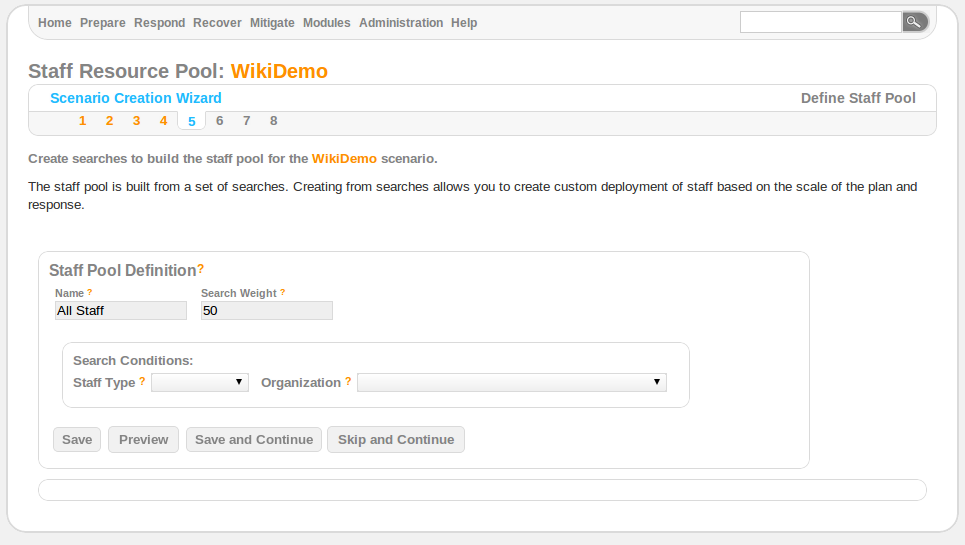 Home Prepare Respond Recover Mitigate Modules Administration Help
Staff Resource Pool: WikiDemo
Scenario Creation Wizard Define Staff Pool
1 2 3 4 5 6 7 8
Create searches to build the staff pool for the WikiDemo scenario.
The staff pool is built from a set of searches. Creating from searches allows you to create custom deployment of staff based on the scale of the plan and
response.
Staff Pool Definition?
Name ? Search Weight ?
All Staff 50
Search Conditions:
Staff Type ? Organization ?
Save Preview Save and Continue Skip and Continue